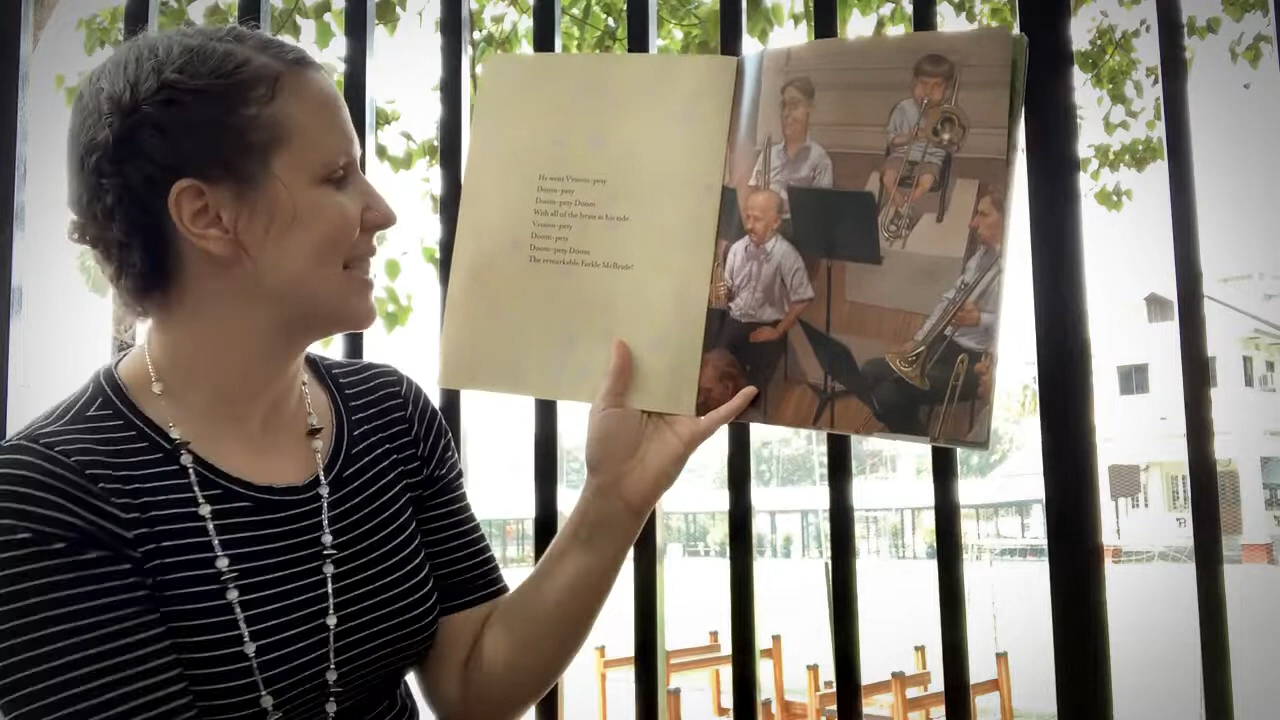 He went Vroom-pety
Doom-pety
Doom-pety Doom
With all of the brass at his side.
Vroom-pety
Doom-pety
Doom-pety Doom
The remarkable Farkle McBride!